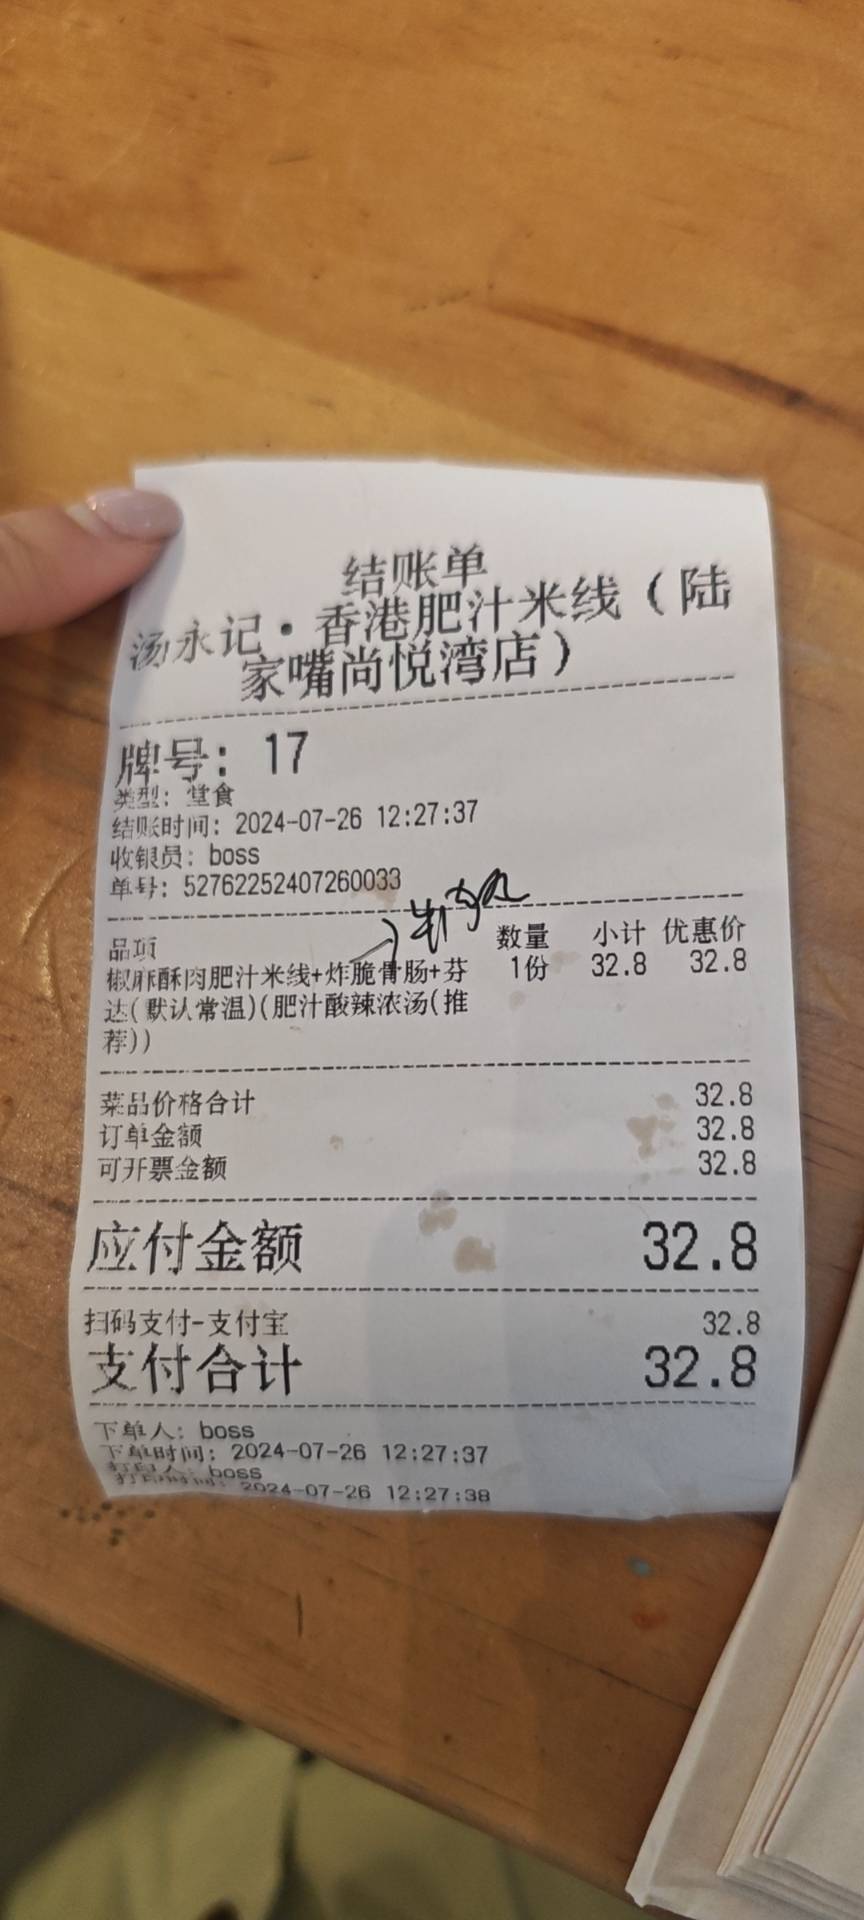 结账单
汤永记·香港肥汁米线(陆
家嘴尚悦湾店)
牌号: 17
类型: 堂食
结账时间: 2024-07-26 12:27:37
收银员: boss
单号: 52762252407260033
品项 数量 小计 优惠价
椒麻酥肉肥汁米线+炸脆骨肠+芬 1份 32.8 32.8
达(默认常温)(肥汁酸辣浓汤(推
荐))
菜品价格合计 32.8
订单金额 32.8
可开票金额 32.8
应付金额 32.8
扫码支付-支付宝 32.8
支付合计 32.8
下单人: boss
下单时间: 2024-07-26 12:27:37
打印人: boss
打印时间: 2024-07-26 12:27:38